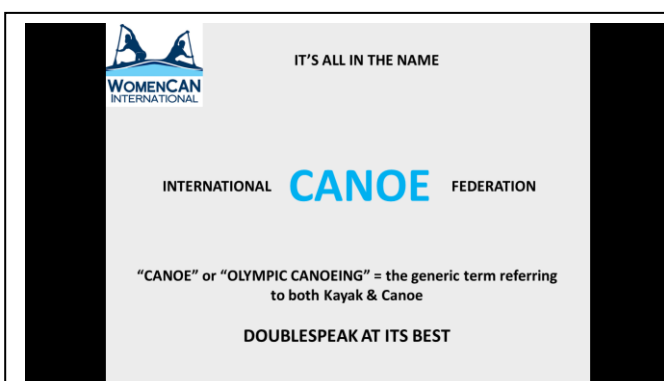 WOMENCAN
INTERNATIONAL
IT'S ALL IN THE NAME
INTERNATIONAL CANOE FEDERATION
"CANOE" or "OLYMPIC CANOEING" = the generic term referring
to both Kayak & Canoe
DOUBLESPEAK AT ITS BEST